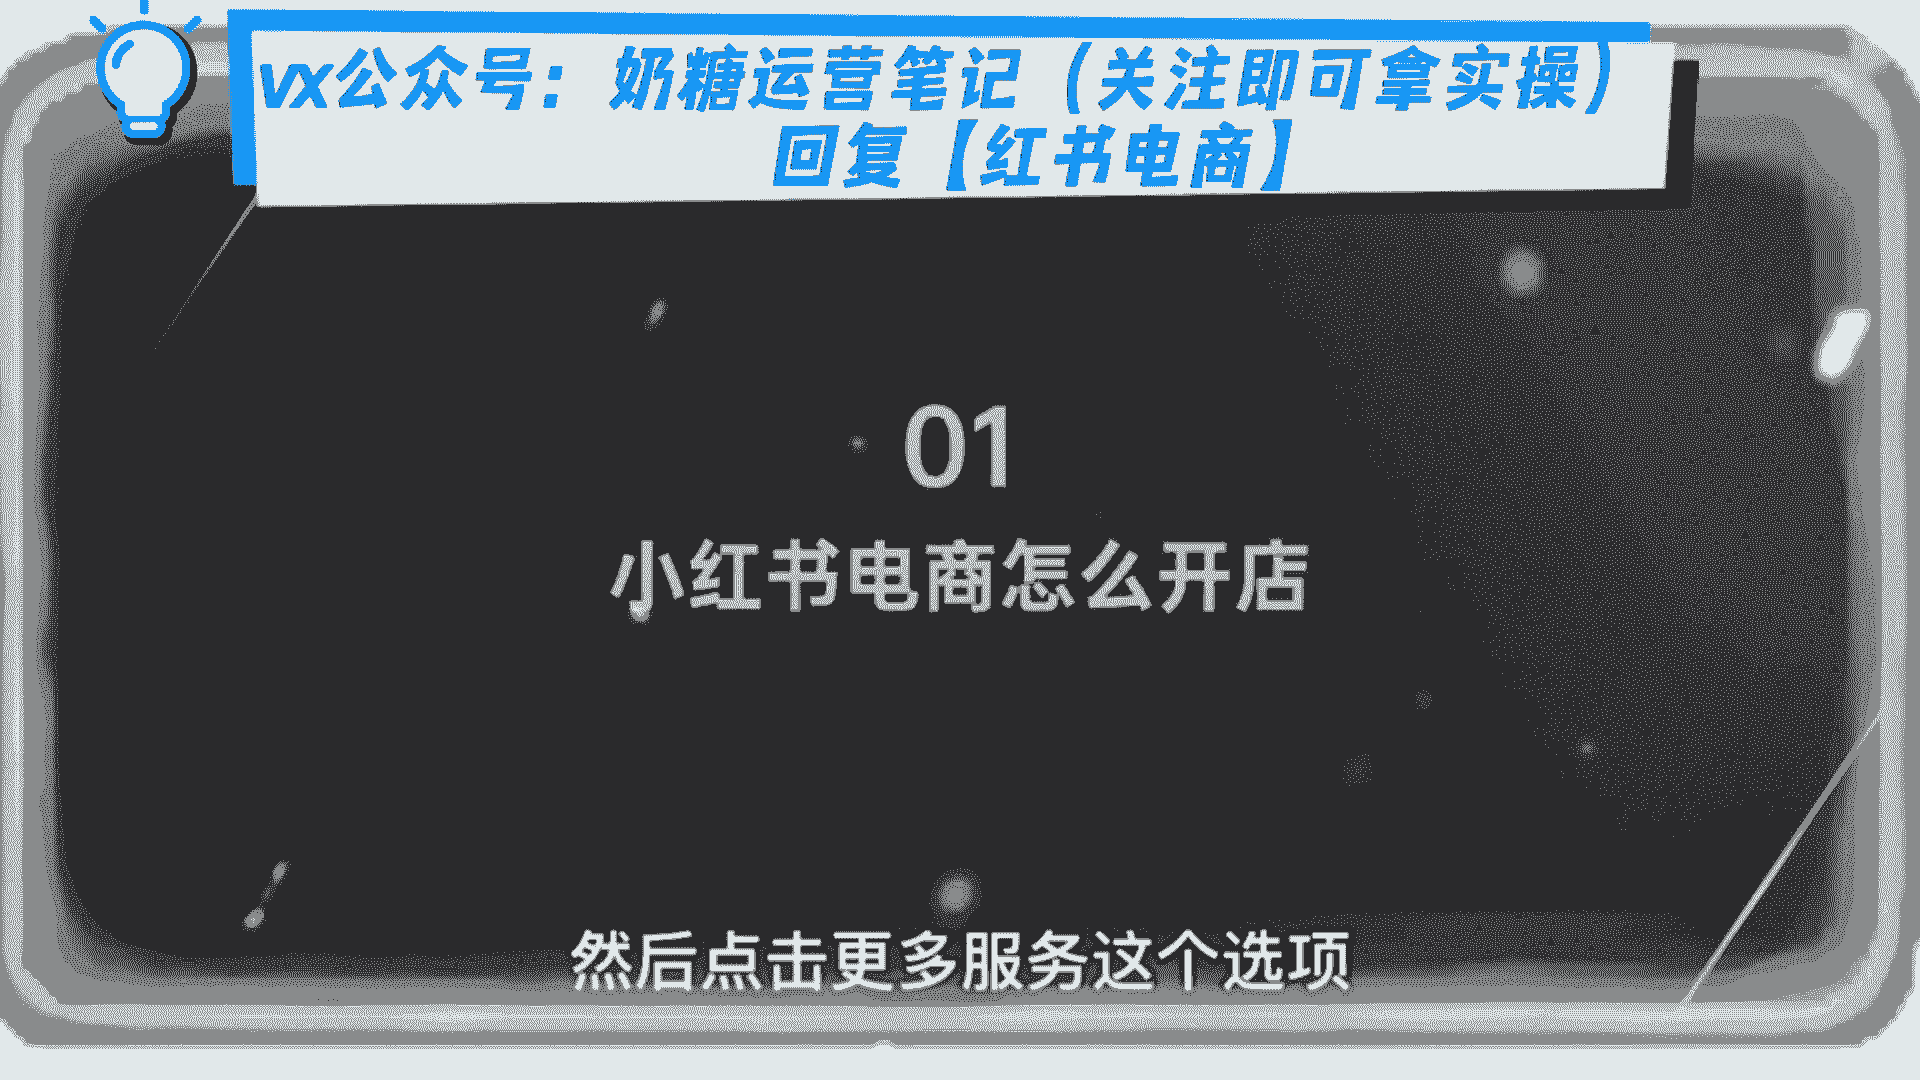 vx公众号：奶糖运营笔记（关注即可拿实操）
回复【红书电商】
01
小红书电商怎么开店
然后点击更多服务这个选项